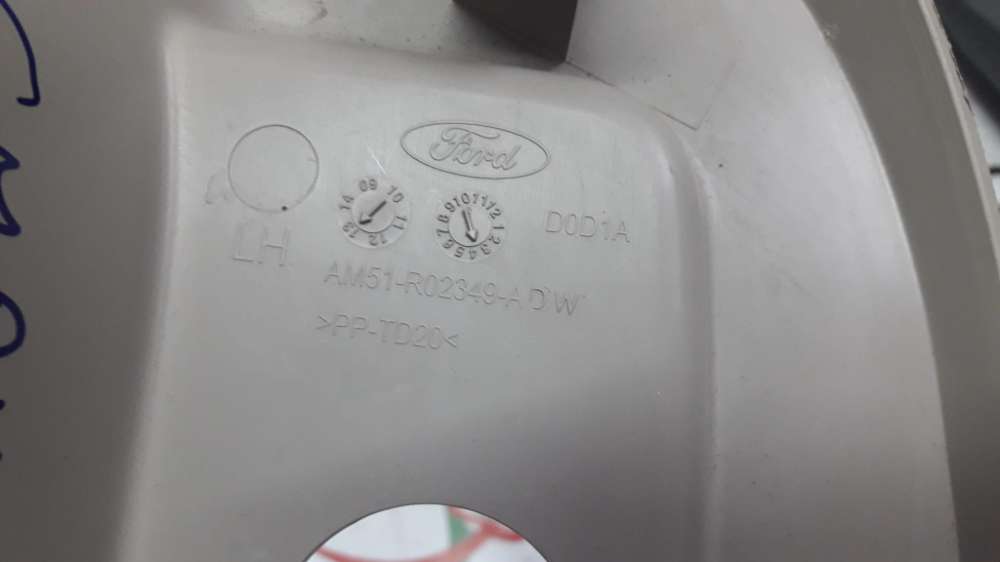 Ford
09 10 11 12 13 14
1 2 3 4 5 6 7 8 9 10 11 12
D0D1A
LH
AM51-R02349-ADW
>PP-TD20<